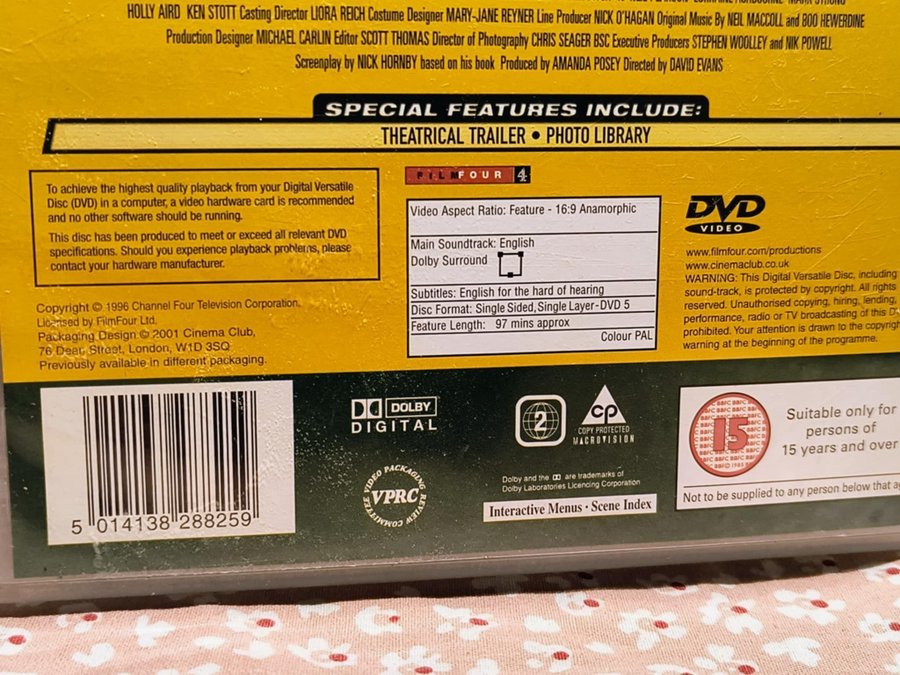 HOLLY AIRD KEN STOTT Casting Director LIORA REICH Costume Designer MARY-JANE REYNER Line Producer NICK O'HAGAN Original Music By NEIL MACCOLL and BOO HEWERDINE
Production Designer MICHAEL CARLIN Editor SCOTT THOMAS Director of Photography CHRIS SEAGER BSC Executive Producers STEPHEN WOOLLEY and NIK POWELL
Screenplay by NICK HORNBY based on his book Produced by AMANDA POSEY Directed by DAVID EVANS
SPECIAL FEATURES INCLUDE:
THEATRICAL TRAILER • PHOTO LIBRARY
To achieve the highest quality playback from your Digital Versatile
Disc (DVD) in a computer, a video hardware card is recommended
and no other software should be running.
This disc has been produced to meet or exceed all relevant DVD
specifications. Should you experience playback problems, please
contact your hardware manufacturer.
Copyright © 1996 Channel Four Television Corporation.
Licensed by FilmFour Ltd.
Packaging Design © 2001 Cinema Club,
76 Dean Street, London, W1D 3SQ
Previously available in different packaging.
FILMFOUR 4
Video Aspect Ratio: Feature - 16:9 Anamorphic
Main Soundtrack: English
Dolby Surround
Subtitles: English for the hard of hearing
Disc Format: Single Sided, Single Layer-DVD 5
Feature Length: 97 mins approx
Colour PAL
DVD
VIDEO
www.filmfour.com/productions
www.cinemaclub.co.uk
WARNING: This Digital Versatile Disc, including
sound-track, is protected by copyright. All rights
reserved. Unauthorised copying, hiring, lending,
performance, radio or TV broadcasting of this D
prohibited. Your attention is drawn to the copyrigh
warning at the beginning of the programme.
5 014138 288259
DOLBY
DIGITAL
VIDEO PACKAGING REVIEW COMMITTEE
VPRC
2
cp
COPY PROTECTED
MACROVISION
Dolby and the are trademarks of
Dolby Laboratories Licencing Corporation
Interactive Menus · Scene Index
15
Suitable only for
persons of
15 years and over
Not to be supplied to any person below that a